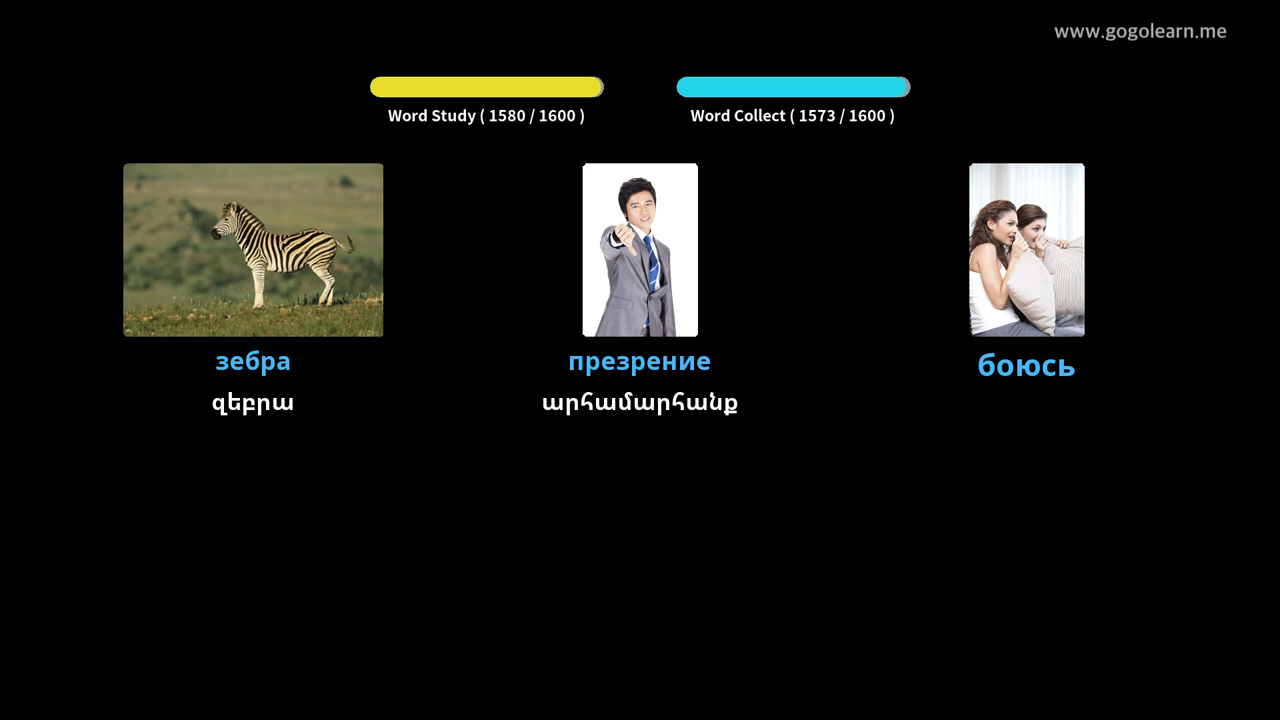 www.gogolearn.me
Word Study ( 1580 / 1600 )
Word Collect ( 1573 / 1600 )
зебра
զեբրա
презрение
արհամարհանք
боюсь